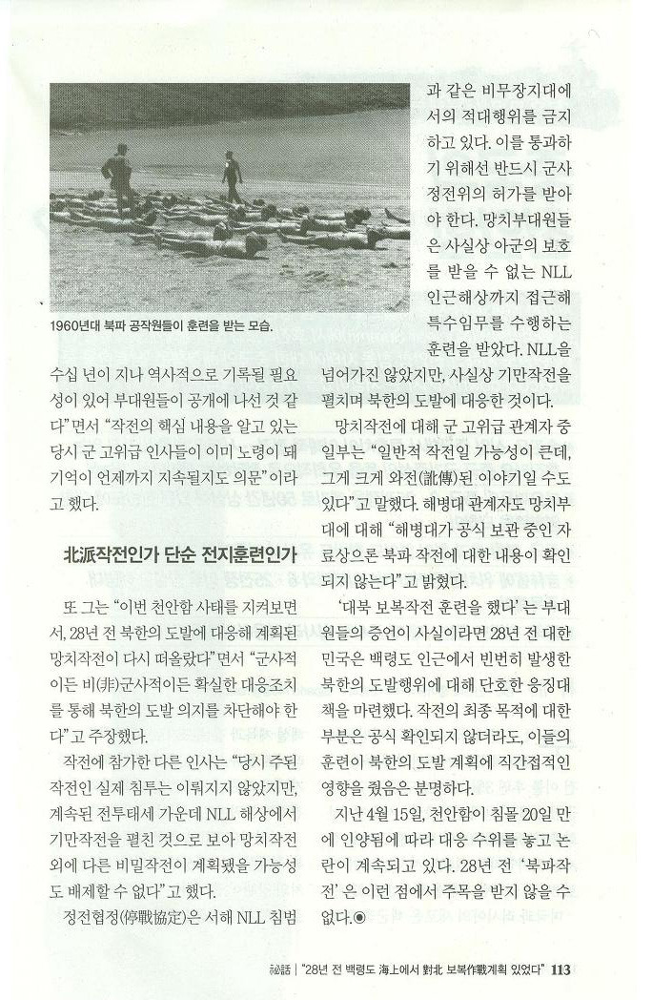 1960년대 북파 공작원들이 훈련을 받는 모습.
수십 년이 지나 역사적으로 기록될 필요
성이 있어 부대원들이 공개에 나선 것 같
다”면서 “작전의 핵심 내용을 알고 있는
당시 군 고위급 인사들이 이미 노령이 돼
기억이 언제까지 지속될지도 의문”이라
고 했다.
北派작전인가 단순 전지훈련인가
또 그는 “이번 천안함 사태를 지켜보면
서, 28년 전 북한의 도발에 대응해 계획된
망치작전이 다시 떠올랐다”면서 “군사적
이든 비(非)군사적이든 확실한 대응조치
를 통해 북한의 도발 의지를 차단해야 한
다”고 주장했다.
작전에 참가한 다른 인사는 “당시 주된
작전인 실제 침투는 이뤄지지 않았지만,
계속된 전투태세 가운데 NLL 해상에서
기만작전을 펼친 것으로 보아 망치작전
외에 다른 비밀작전이 계획됐을 가능성
도 배제할 수 없다”고 했다.
정전협정(停戰協定)은 서해 NLL 침범
과 같은 비무장지대에
서의 적대행위를 금지
하고 있다. 이를 통과하
기 위해선 반드시 군사
정전위의 허가를 받아
야 한다. 망치부대원들
은 사실상 아군의 보호
를 받을 수 없는 NLL
인근해상까지 접근해
특수임무를 수행하는
훈련을 받았다. NLL을
넘어가진 않았지만, 사실상 기만작전을
펼치며 북한의 도발에 대응한 것이다.
망치작전에 대해 군 고위급 관계자 중
일부는 “일반적 작전일 가능성이 큰데,
그게 크게 와전(訛傳)된 이야기일 수도
있다”고 말했다. 해병대 관계자도 망치부
대에 대해 “해병대가 공식 보관 중인 자
료상으론 북파 작전에 대한 내용이 확인
되지 않는다”고 밝혔다.
‘대북 보복작전 훈련을 했다’는 부대
원들의 증언이 사실이라면 28년 전 대한
민국은 백령도 인근에서 빈번히 발생한
북한의 도발행위에 대해 단호한 응징대
책을 마련했다. 작전의 최종 목적에 대한
부분은 공식 확인되지 않더라도, 이들의
훈련이 북한의 도발 계획에 직간접적인
영향을 줬음은 분명하다.
지난 4월 15일, 천안함이 침몰 20일 만
에 인양됨에 따라 대응 수위를 놓고 논
란이 계속되고 있다. 28년 전 ‘북파작
전’은 이런 점에서 주목을 받지 않을 수
없다.◉
祕話 | “28년 전 백령도 海上에서 對北 보복作戰계획 있었다” 113